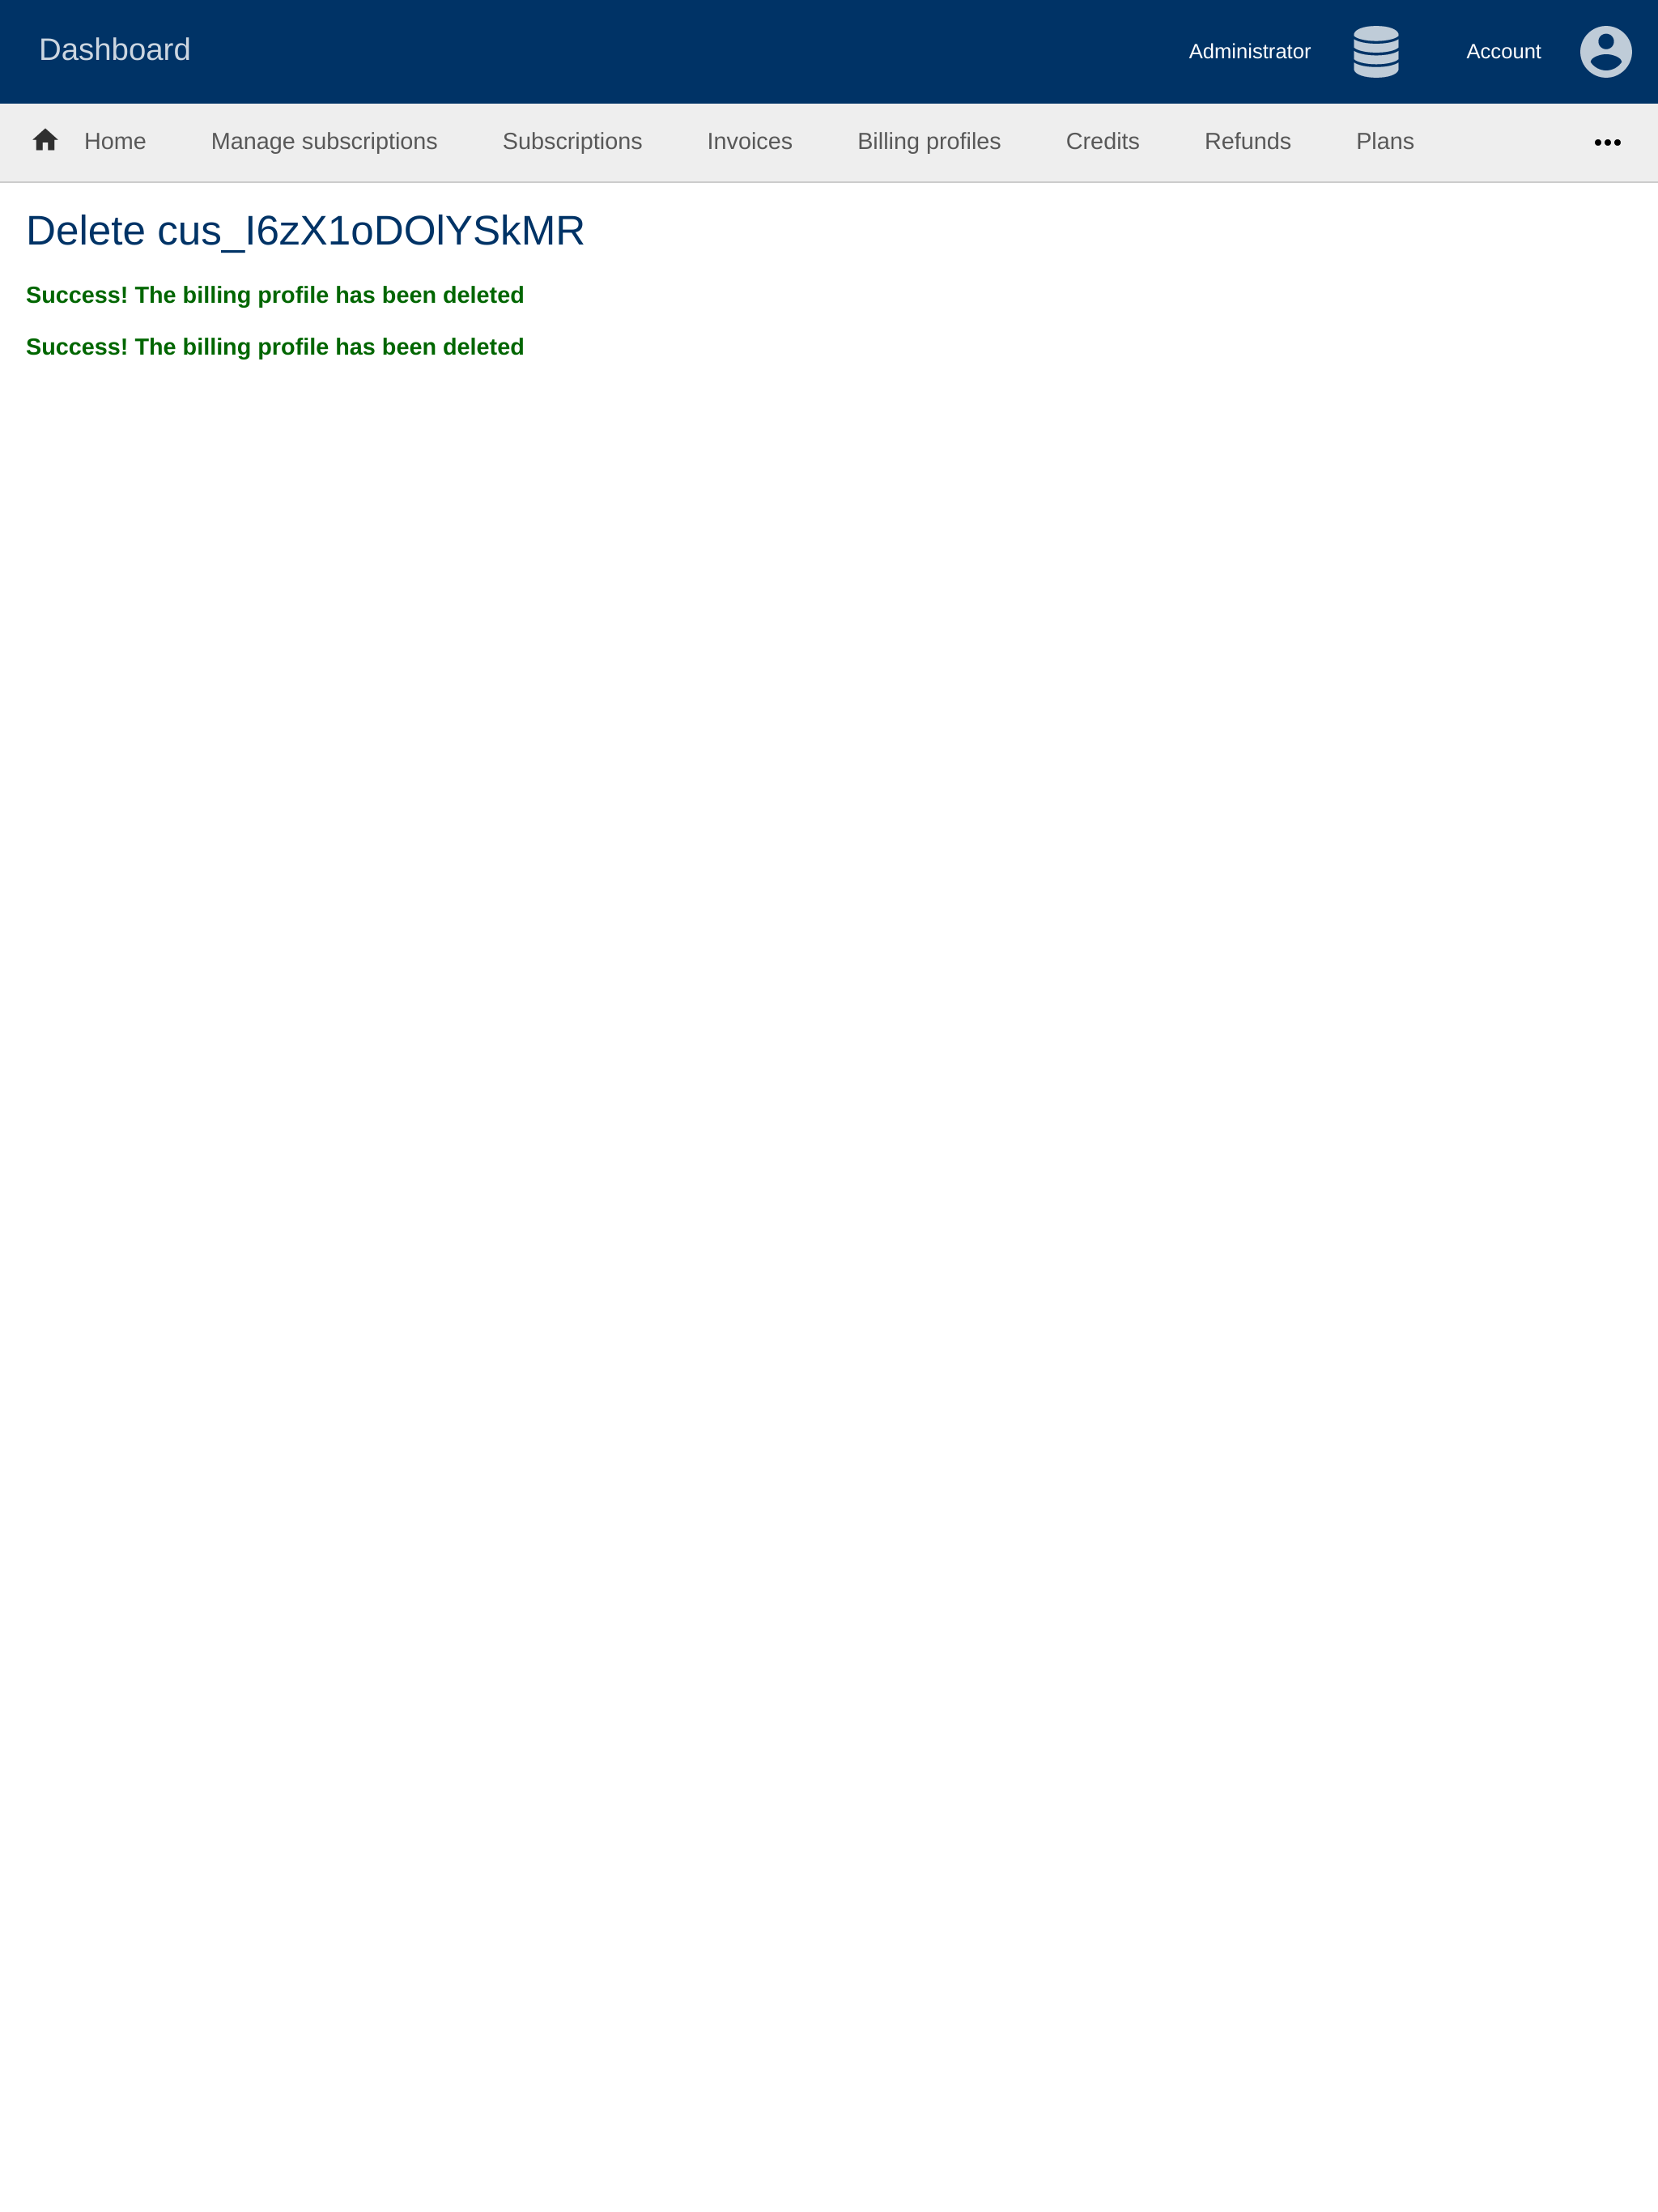 Dashboard
Administrator
Account
Home Manage subscriptions Subscriptions Invoices Billing profiles Credits Refunds Plans
Delete cus_I6zX1oDOlYSkMR
Success! The billing profile has been deleted
Success! The billing profile has been deleted